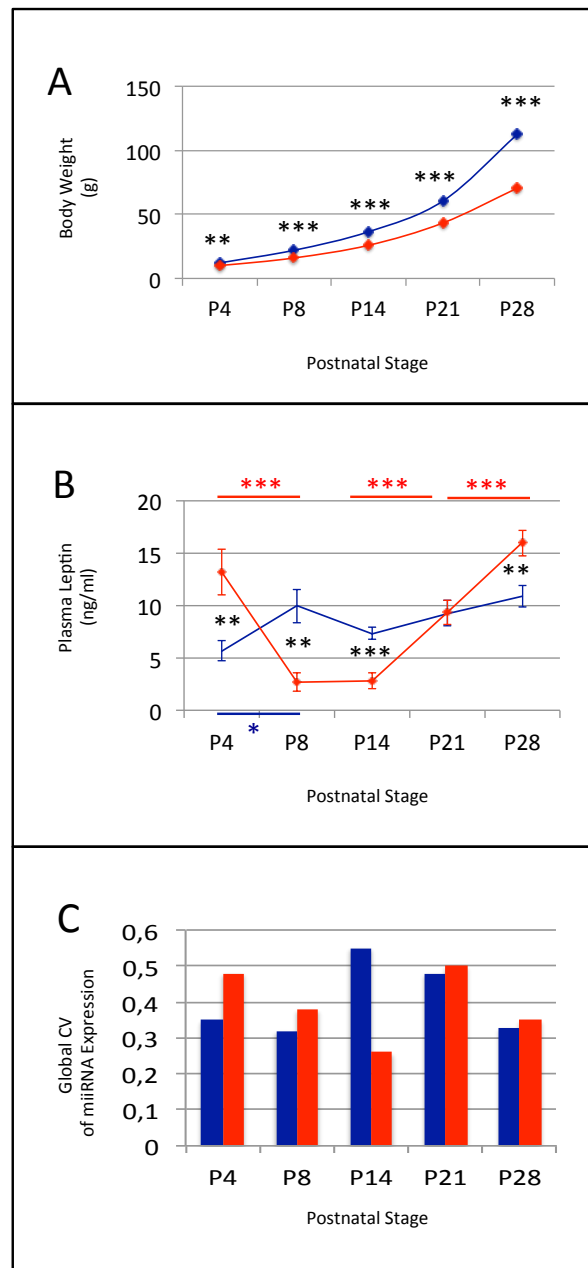 A
Body Weight
(g)
150
100
50
0
**
***
***
***
***
P4 P8 P14 P21 P28
Postnatal Stage
B
Plasma Leptin
(ng/ml)
*** *** ***
20
15
10
5
0
**
**
***
**
*
P4 P8 P14 P21 P28
Postnatal Stage
C
Global CV
of miiRNA Expression
0,6
0,5
0,4
0,3
0,2
0,1
0
P4 P8 P14 P21 P28
Postnatal Stage